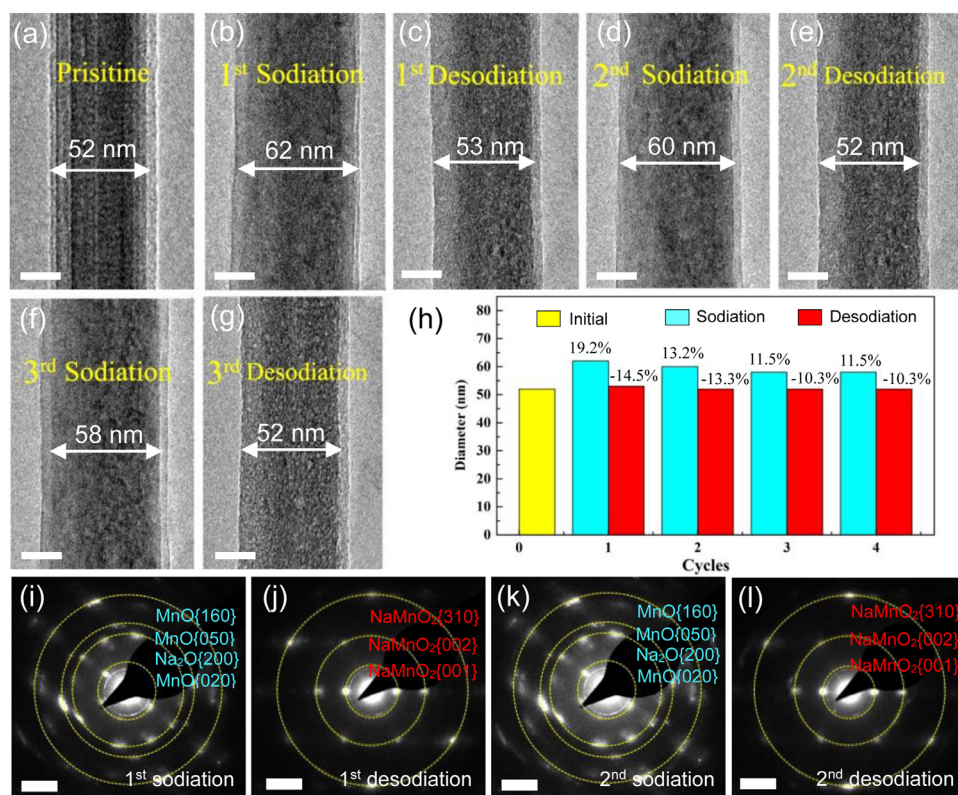 (a)
Prisitine
52 nm
(b)
1st Sodiation
62 nm
(c)
1st Desodiation
53 nm
(d)
2nd Sodiation
60 nm
(e)
2nd Desodiation
52 nm
(f)
3rd Sodiation
58 nm
(g)
3rd Desodiation
52 nm
(h)
Initial
Sodiation
Desodiation
19.2%
-14.5%
13.2%
-13.3%
11.5%
-10.3%
11.5%
-10.3%
Diameter (nm)
80
70
60
50
40
30
20
10
0
0
1
2
3
4
Cycles
(i)
MnO{160}
MnO{050}
Na₂O{200}
MnO{020}
1st sodiation
(j)
NaMnO₂{310}
NaMnO₂{002}
NaMnO₂{001}
1st desodiation
(k)
MnO{160}
MnO{050}
Na₂O{200}
MnO{020}
2nd sodiation
(l)
NaMnO₂{310}
NaMnO₂{002}
NaMnO₂{001}
2nd desodiation